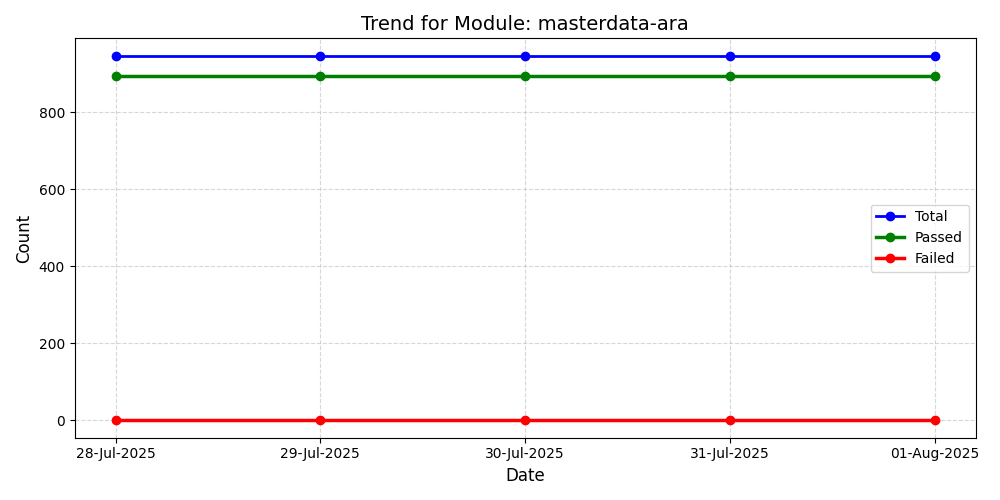 Trend for Module: masterdata-ara
Count
800
600
400
200
0
Total
Passed
Failed
28-Jul-2025
29-Jul-2025
30-Jul-2025
31-Jul-2025
01-Aug-2025
Date